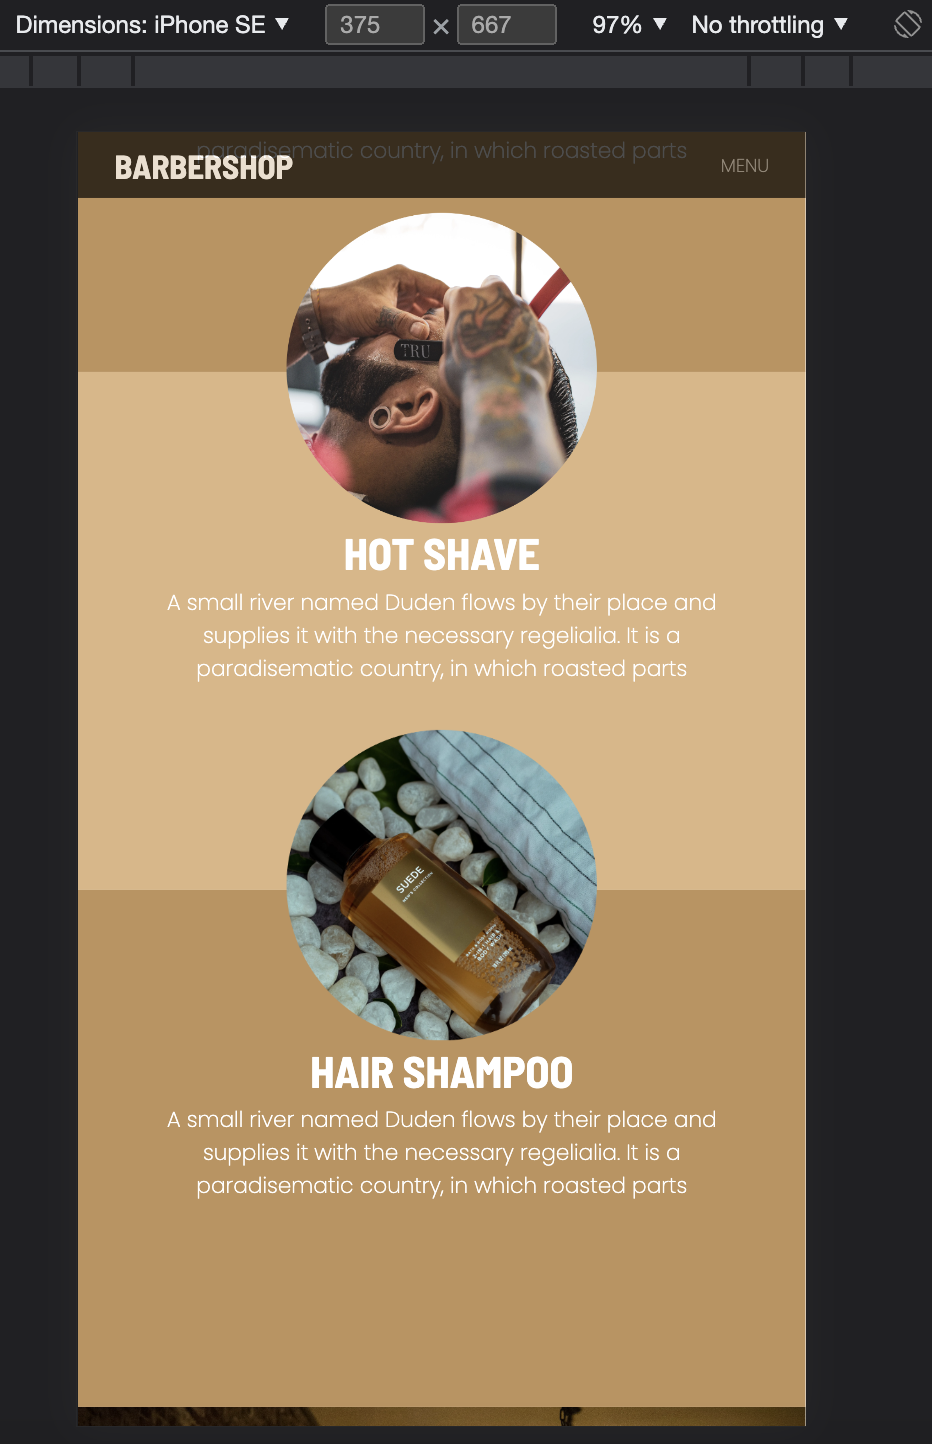 Dimensions: iPhone SE 375 × 667 97% No throttling
paradisematic country, in which roasted parts
BARBERSHOP MENU
TRU
HOT SHAVE
A small river named Duden flows by their place and
supplies it with the necessary regelialia. It is a
paradisematic country, in which roasted parts
SUEDE
MEN'S COLLECTION
HAIR SHAMPOO
A small river named Duden flows by their place and
supplies it with the necessary regelialia. It is a
paradisematic country, in which roasted parts